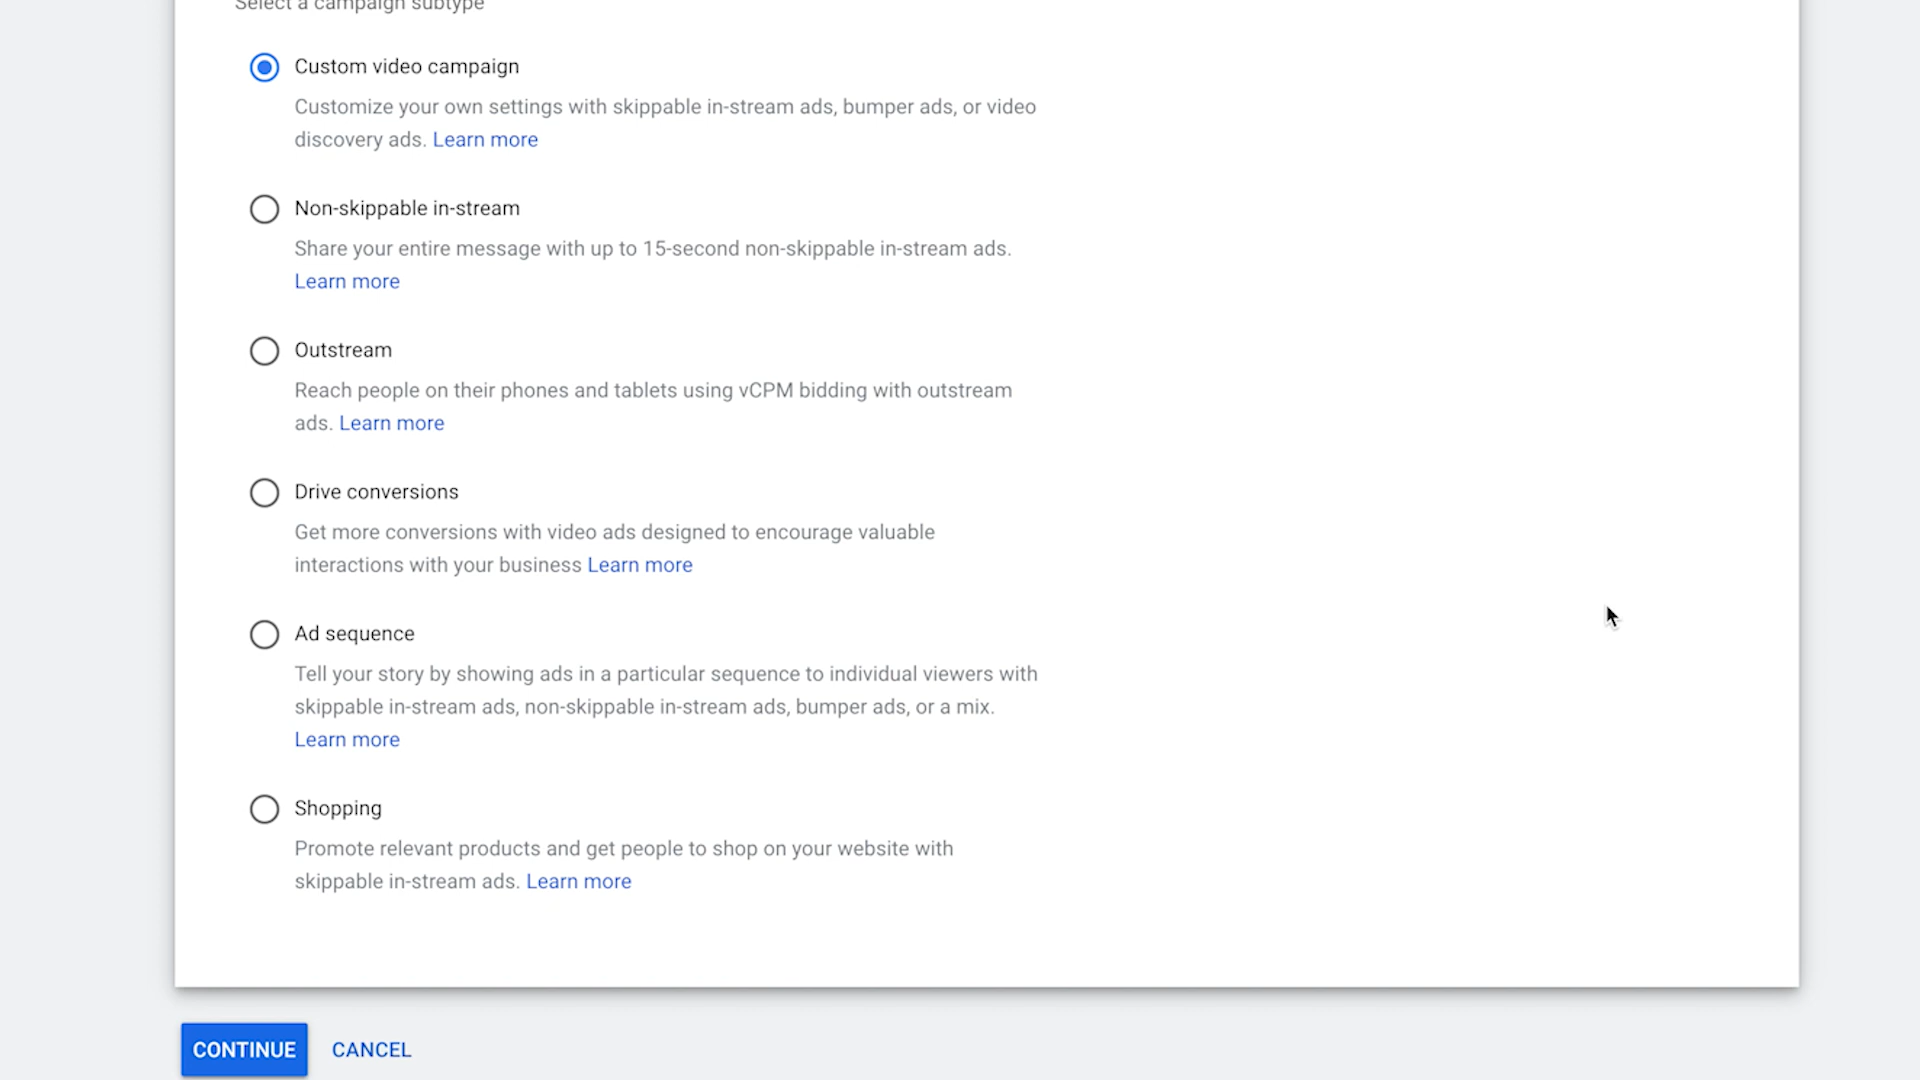 Select a campaign subtype
Custom video campaign
Customize your own settings with skippable in-stream ads, bumper ads, or video
discovery ads. Learn more
Non-skippable in-stream
Share your entire message with up to 15-second non-skippable in-stream ads.
Learn more
Outstream
Reach people on their phones and tablets using vCPM bidding with outstream
ads. Learn more
Drive conversions
Get more conversions with video ads designed to encourage valuable
interactions with your business Learn more
Ad sequence
Tell your story by showing ads in a particular sequence to individual viewers with
skippable in-stream ads, non-skippable in-stream ads, bumper ads, or a mix.
Learn more
Shopping
Promote relevant products and get people to shop on your website with
skippable in-stream ads. Learn more
CONTINUE CANCEL